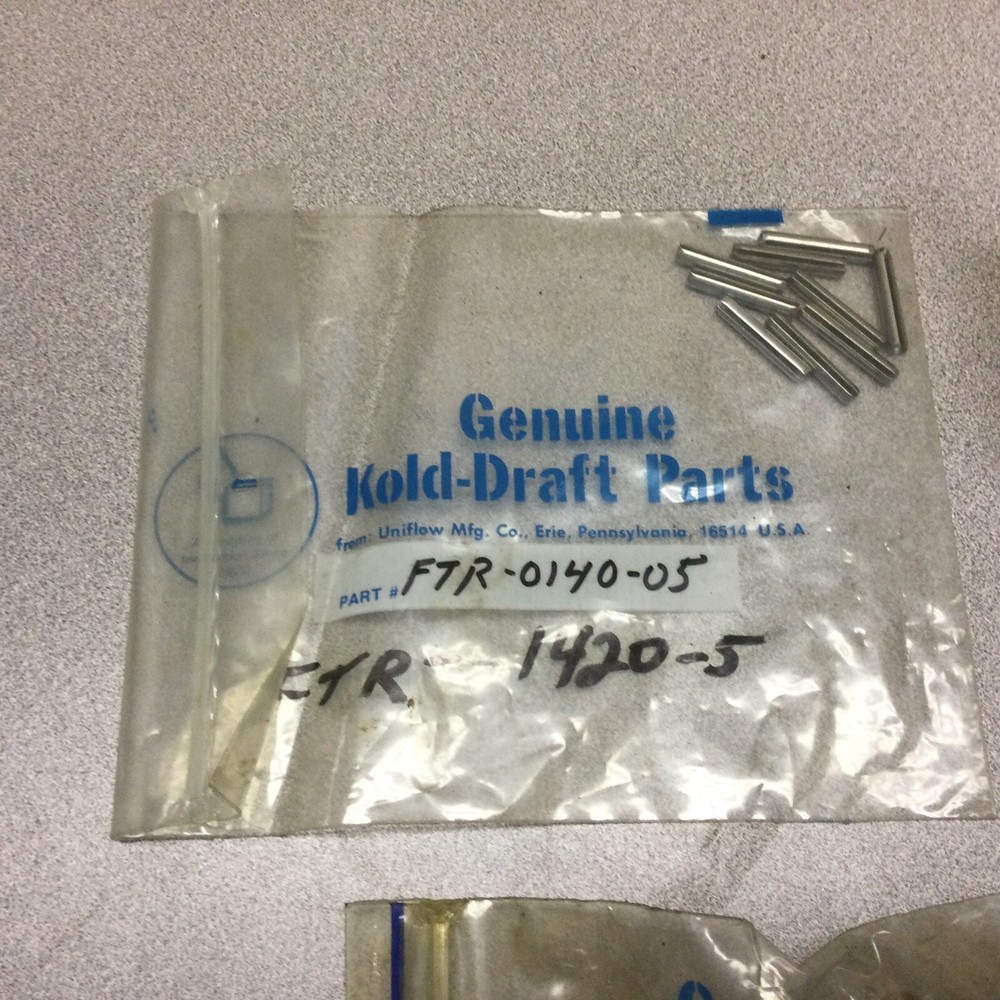 Genuine
Kold-Draft Parts
from: Uniflow Mfg. Co., Erie, Pennsylvania, 16514 U.S.A.
PART # FTR-0140-05
FTR- 1420-5